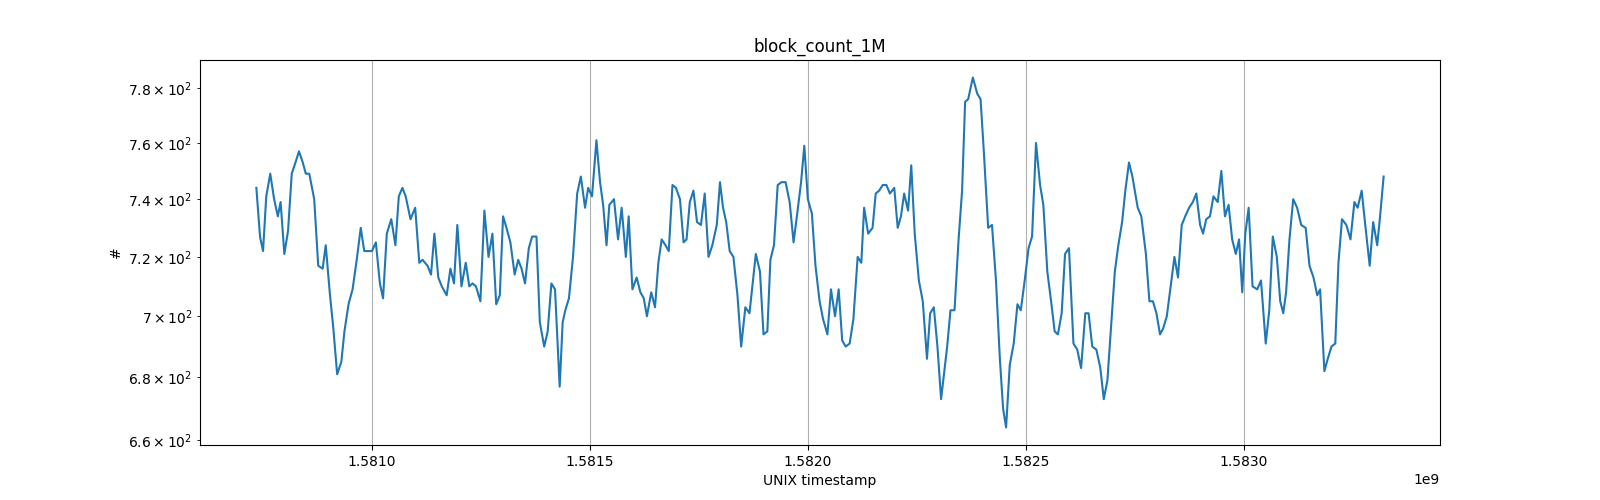 block_count_1M
7.8 × 10²
7.6 × 10²
7.4 × 10²
7.2 × 10²
7 × 10²
6.8 × 10²
6.6 × 10²
#
1.5810 1.5815 1.5820 1.5825 1.5830
UNIX timestamp
1e9